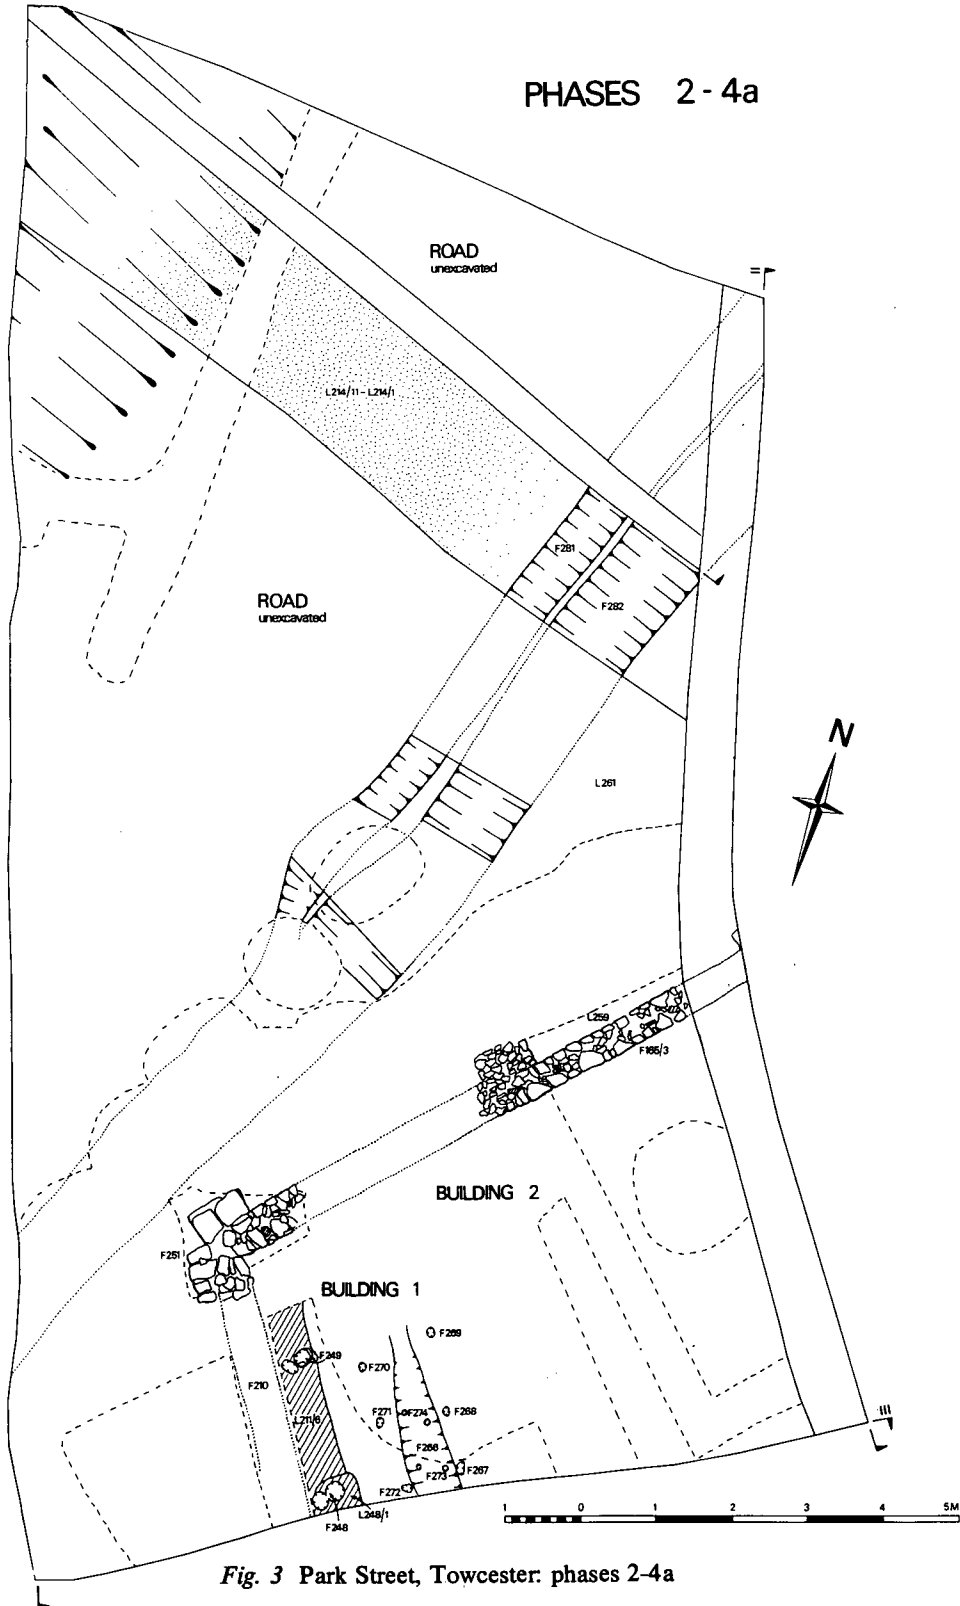 PHASES 2 - 4a
ROAD
unexcavated
L214/11 - L214/1
F281
F282
ROAD
unexcavated
N
L261
L259
F165/3
BUILDING 2
F251
BUILDING 1
F269
F249
F270
F210
F271
F274
F268
L211/6
F266
F273
F267
F272
L248/1
F248
1 0 1 2 3 4 5M
Fig. 3 Park Street, Towcester: phases 2-4a